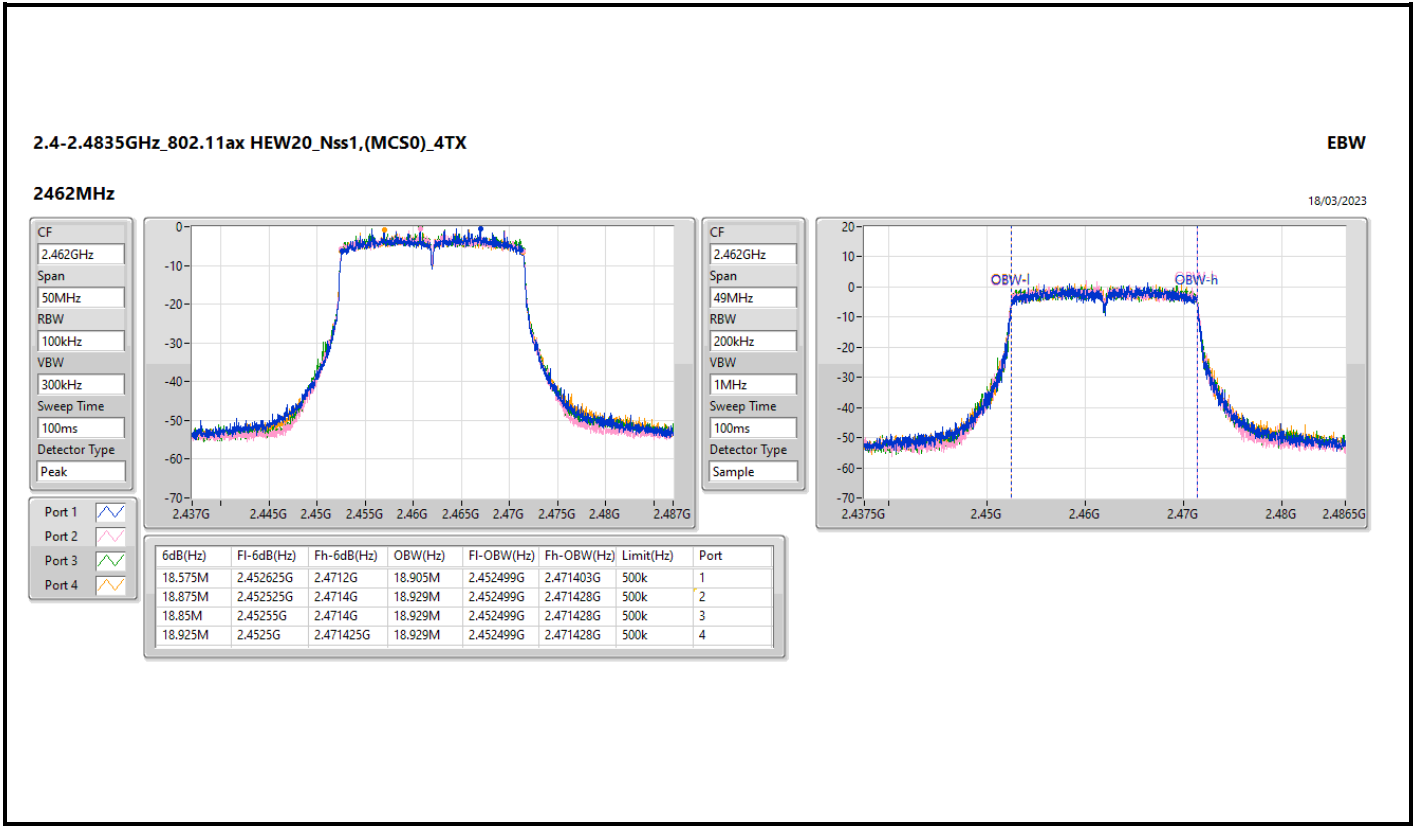 2.4-2.4835GHz_802.11ax HEW20_Nss1,(MCS0)_4TX
EBW
2462MHz
18/03/2023
CF
2.462GHz
Span
50MHz
RBW
100kHz
VBW
300kHz
Sweep Time
100ms
Detector Type
Peak
Port 1
Port 2
Port 3
Port 4
0
-10
-20
-30
-40
-50
-60
-70
2.437G 2.445G 2.45G 2.455G 2.46G 2.465G 2.47G 2.475G 2.48G 2.487G
CF
2.462GHz
Span
49MHz
RBW
200kHz
VBW
1MHz
Sweep Time
100ms
Detector Type
Sample
20
10
0
-10
-20
-30
-40
-50
-60
-70
OBW-l OBW-h
2.4375G 2.45G 2.46G 2.47G 2.48G 2.4865G
6dB(Hz) Fl-6dB(Hz) Fh-6dB(Hz) OBW(Hz) Fl-OBW(Hz) Fh-OBW(Hz) Limit(Hz) Port
18.575M 2.452625G 2.4712G 18.905M 2.452499G 2.471403G 500k 1
18.875M 2.452525G 2.4714G 18.929M 2.452499G 2.471428G 500k 2
18.85M 2.45255G 2.4714G 18.929M 2.452499G 2.471428G 500k 3
18.925M 2.4525G 2.471425G 18.929M 2.452499G 2.471428G 500k 4